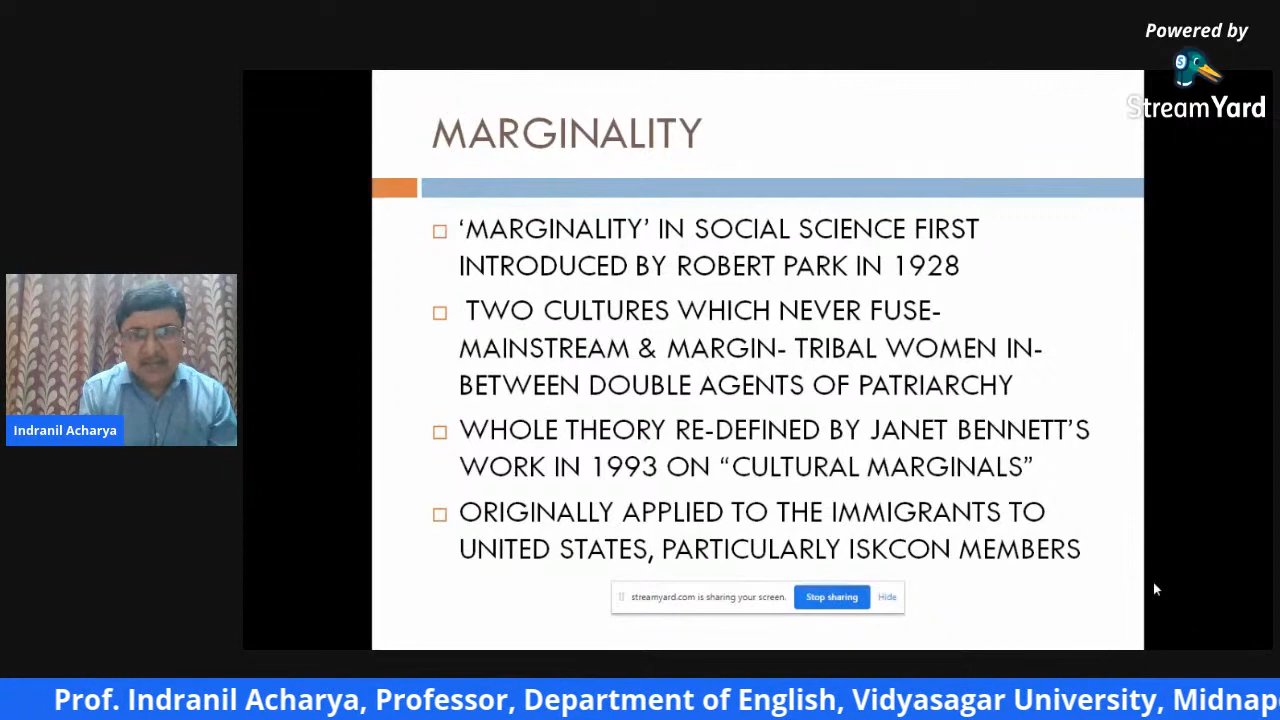 Powered by
StreamYard
MARGINALITY
‘MARGINALITY’ IN SOCIAL SCIENCE FIRST
INTRODUCED BY ROBERT PARK IN 1928
TWO CULTURES WHICH NEVER FUSE-
MAINSTREAM & MARGIN- TRIBAL WOMEN IN-
BETWEEN DOUBLE AGENTS OF PATRIARCHY
WHOLE THEORY RE-DEFINED BY JANET BENNETT’S
WORK IN 1993 ON “CULTURAL MARGINALS”
ORIGINALLY APPLIED TO THE IMMIGRANTS TO
UNITED STATES, PARTICULARLY ISKCON MEMBERS
streamyard.com is sharing your screen. Stop sharing Hide
Indranil Acharya
Prof. Indranil Acharya, Professor, Department of English, Vidyasagar University, Midnap